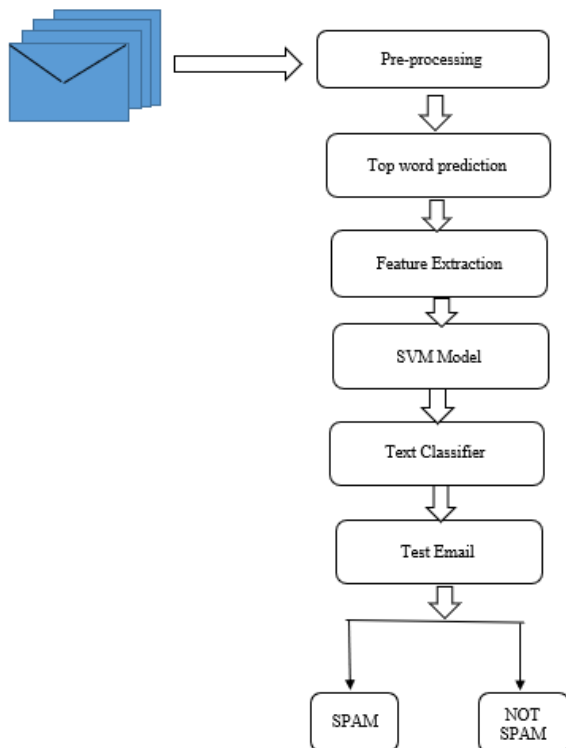 Pre-processing
Top word prediction
Feature Extraction
SVM Model
Text Classifier
Test Email
SPAM
NOT
SPAM